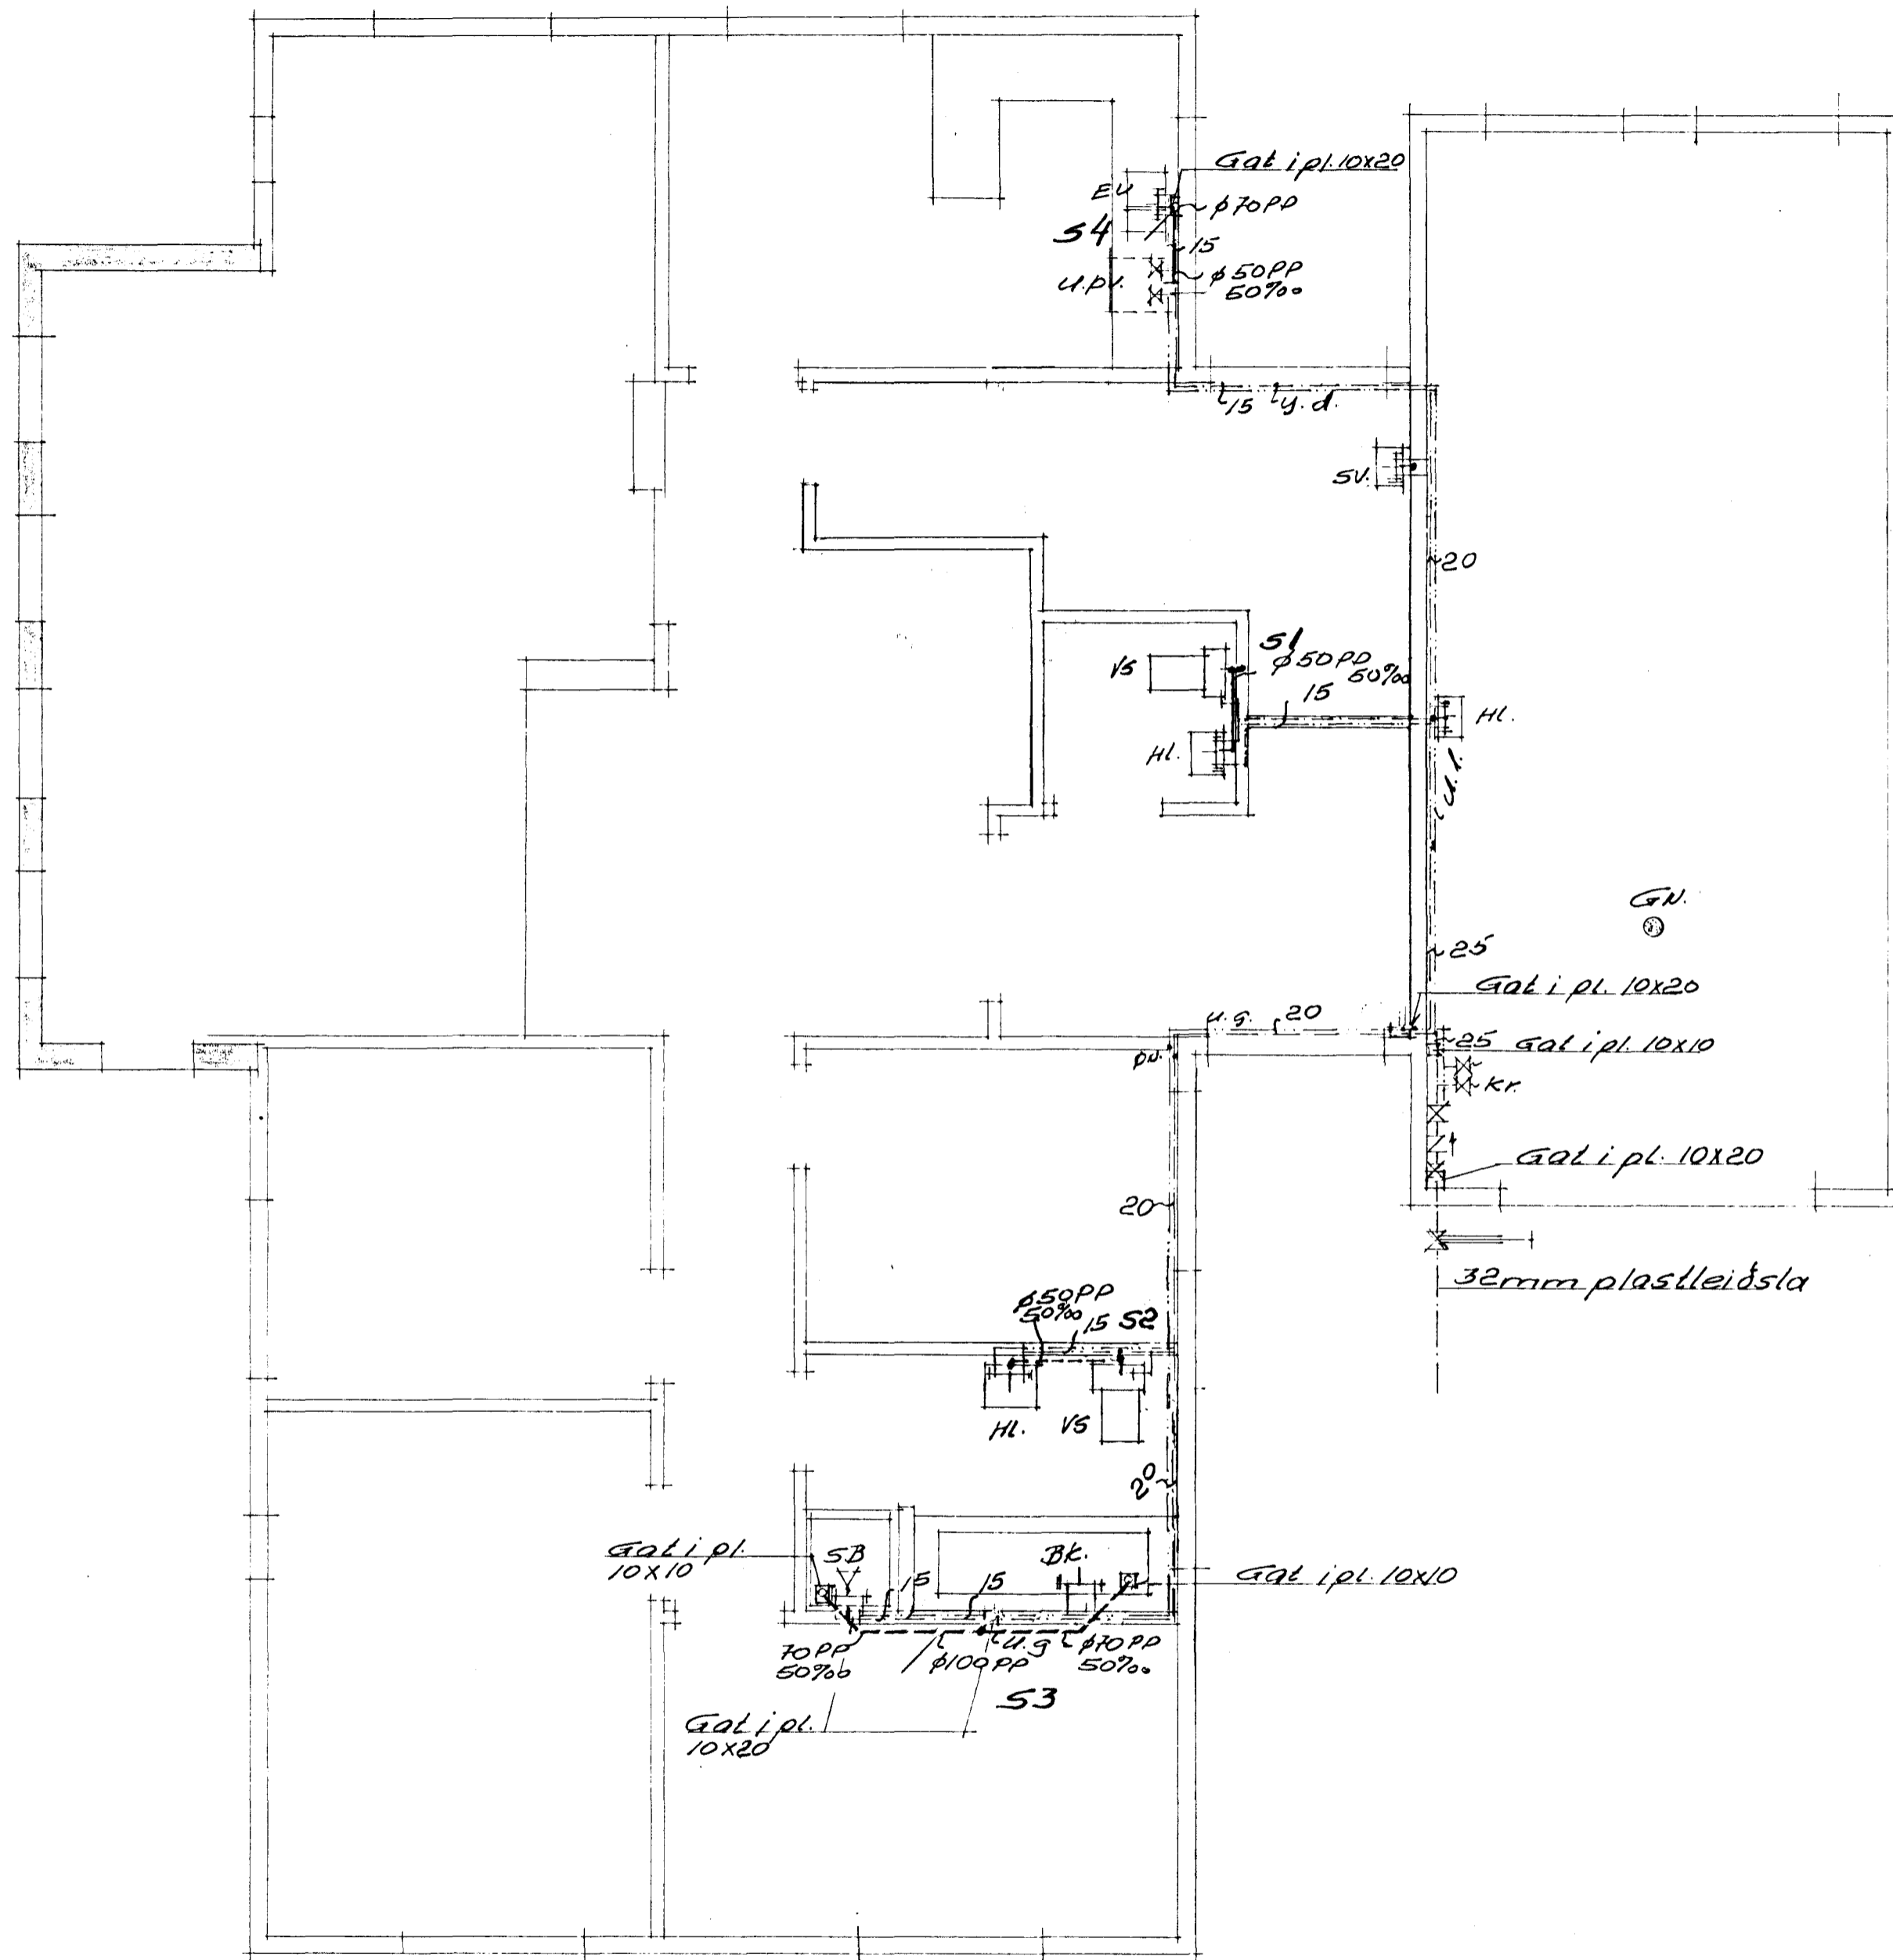 Gat i pl. 10x20
EV
φ70PP
S4
15
φ50PP
50‰
u.pv.
15
y.d.
SV.
20
S1
φ50PP
50‰
VS
15
Hl.
Hl.
GN.
25
Gat i pl. 10x20
u.g. 20
25 Gat i pl. 10x10
Kr.
Gat i pl. 10x20
20
32mm plastleiðsla
φ50PP
50‰
15 S2
Hl.
VS
20
Gat i pl.
10x10
SB
BK.
15
15
Gat i pl. 10x10
70PP
50‰
φ100PP
u.g
φ70PP
50‰
S3
Gat i pl.
10x20